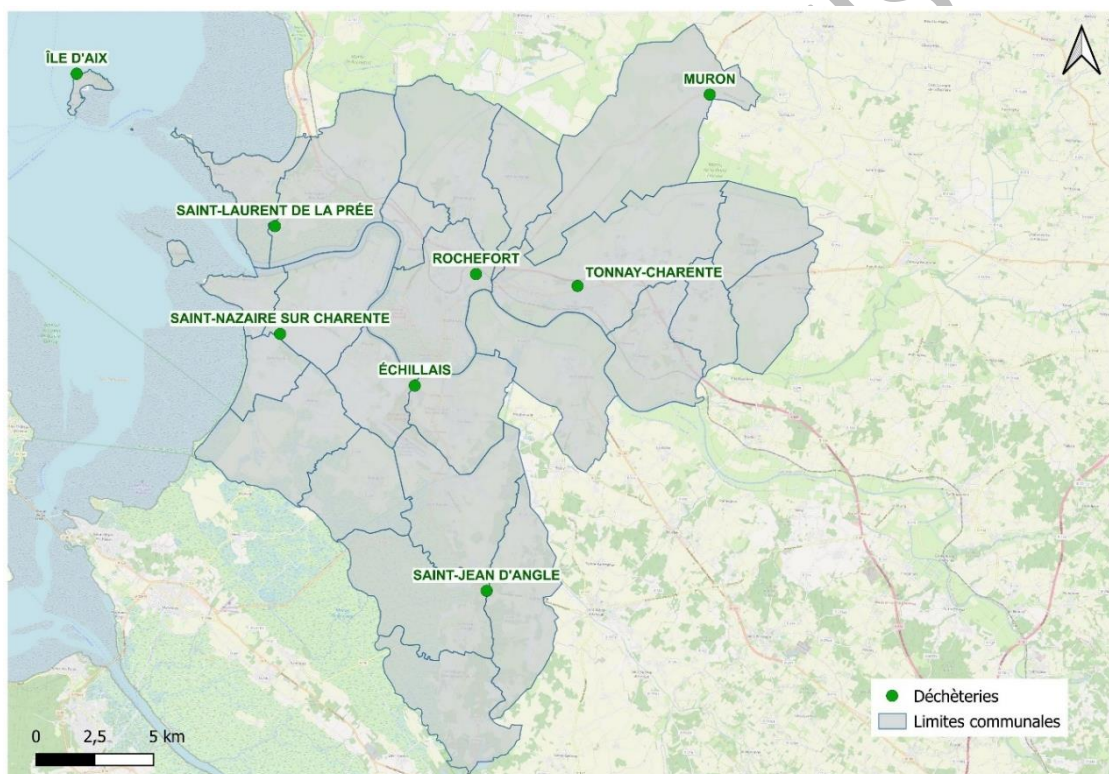 ÎLE D'AIX
MURON
SAINT-LAURENT DE LA PRÉE
ROCHEFORT
TONNAY-CHARENTE
SAINT-NAZAIRE SUR CHARENTE
ÉCHILLAIS
SAINT-JEAN D'ANGLE
Déchèteries
Limites communales
0 2,5 5 km